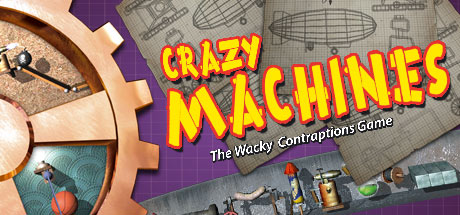 CRAZY
MACHINES
The Wacky Contraptions Game